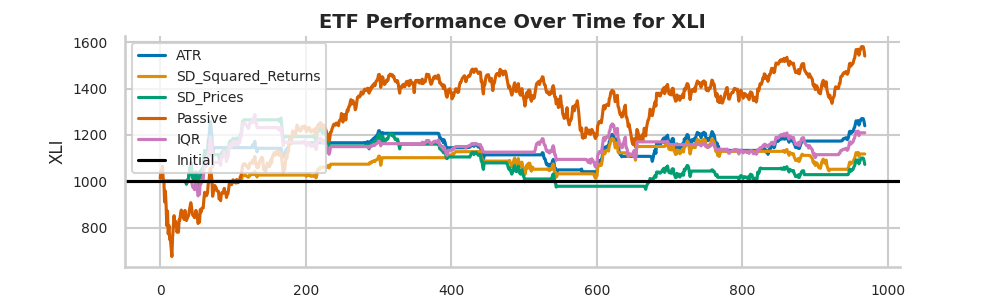 ETF Performance Over Time for XLI
1600
1400
1200
1000
800
XLI
ATR
SD_Squared_Returns
SD_Prices
Passive
IQR
Initial
0 200 400 600 800 1000